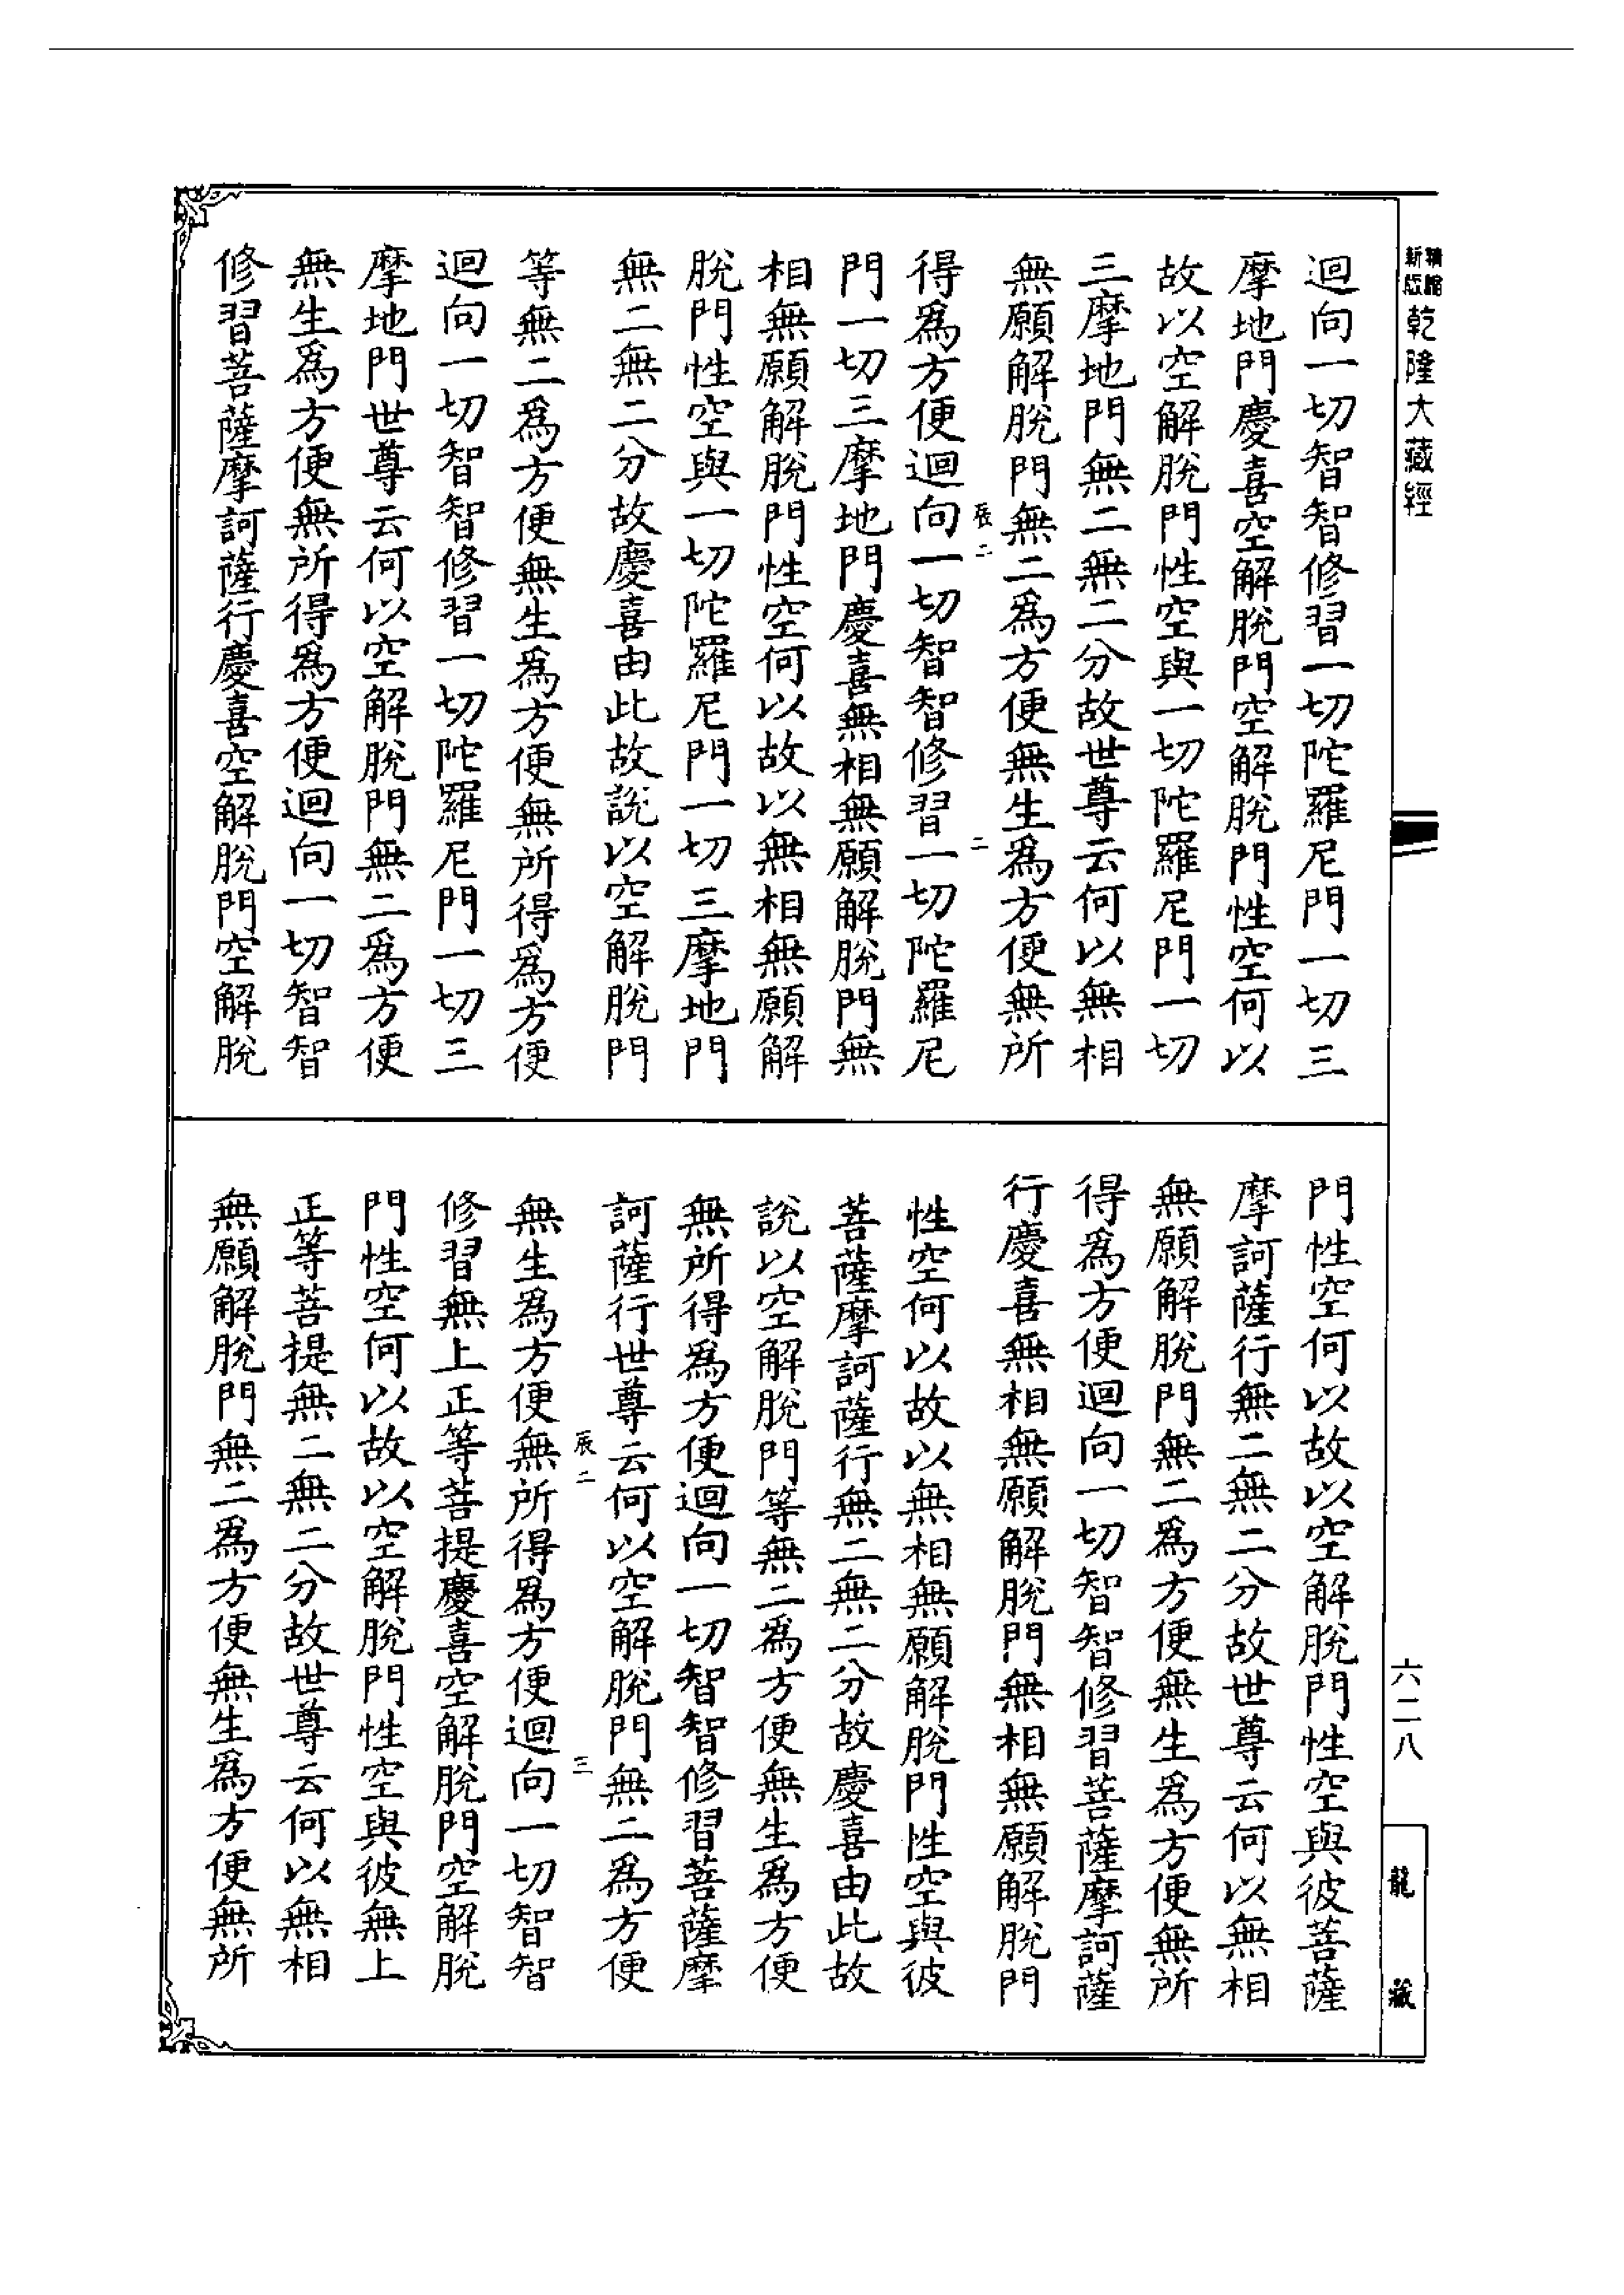 新版
精縮
乾隆大藏經
迴向一切智智修習一切陀羅尼門一切三
摩地門慶喜空解脫門空解脫門性空何以
故以空解脫門性空與一切陀羅尼門一切
三摩地門無二無二分故世尊云何以無相
無願解脫門無二為方便無生為方便無所
辰二
二
得為方便迴向一切智智修習一切陀羅尼
門一切三摩地門慶喜無相無願解脫門無
相無願解脫門性空何以故以無相無願解
脫門性空與一切陀羅尼門一切三摩地門
無二無二分故慶喜由此故說以空解脫門
等無二為方便無生為方便無所得為方便
迴向一切智智修習一切陀羅尼門一切三
摩地門世尊云何以空解脫門無二為方便
無生為方便無所得為方便迴向一切智智
修習菩薩摩訶薩行慶喜空解脫門空解脫
門性空何以故以空解脫門性空與彼菩薩
摩訶薩行無二無二分故世尊云何以無相
無願解脫門無二為方便無生為方便無所
得為方便迴向一切智智修習菩薩摩訶薩
行慶喜無相無願解脫門無相無願解脫門
性空何以故以無相無願解脫門性空與彼
菩薩摩訶薩行無二無二分故慶喜由此故
說以空解脫門等無二為方便無生為方便
無所得為方便迴向一切智智修習菩薩摩
訶薩行世尊云何以空解脫門無二為方便
辰二
三
無生為方便無所得為方便迴向一切智智
修習無上正等菩提慶喜空解脫門空解脫
門性空何以故以空解脫門性空與彼無上
正等菩提無二無二分故世尊云何以無相
無願解脫門無二為方便無生為方便無所
六二八
龍藏